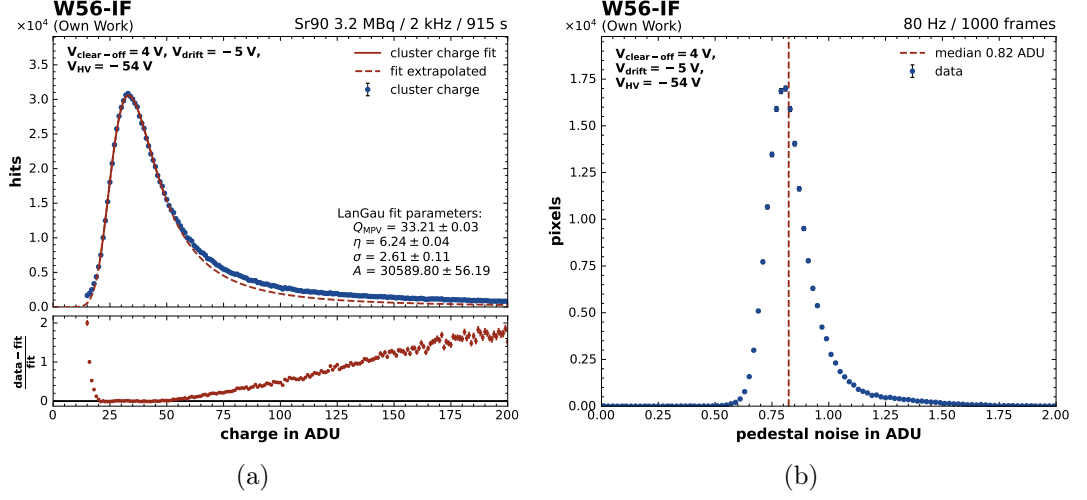 W56-IF
(Own Work)
×10⁴
Sr90 3.2 MBq / 2 kHz / 915 s
V_clear−off = 4 V, V_drift = −5 V,
V_HV = −54 V
cluster charge fit
fit extrapolated
cluster charge
LanGau fit parameters:
Q_MPV = 33.21 ± 0.03
η = 6.24 ± 0.04
σ = 2.61 ± 0.11
A = 30589.80 ± 56.19
hits
3.5
3.0
2.5
2.0
1.5
1.0
0.5
0.0
data−fit
fit
2
1
0
0 25 50 75 100 125 150 175 200
charge in ADU
(a)
W56-IF
(Own Work)
×10⁴
80 Hz / 1000 frames
V_clear−off = 4 V,
V_drift = −5 V,
V_HV = −54 V
median 0.82 ADU
data
pixels
1.75
1.50
1.25
1.00
0.75
0.50
0.25
0.00
0.00 0.25 0.50 0.75 1.00 1.25 1.50 1.75 2.00
pedestal noise in ADU
(b)